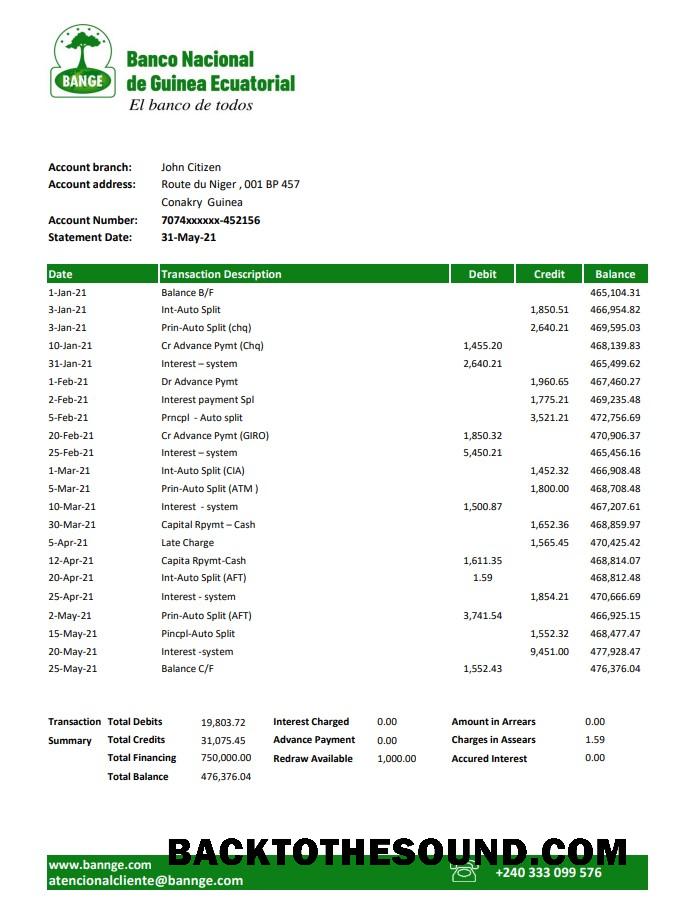 BANGE
Banco Nacional
de Guinea Ecuatorial
El banco de todos
Account branch: John Citizen
Account address: Route du Niger , 001 BP 457
Conakry Guinea
Account Number: 7074xxxxxx-452156
Statement Date: 31-May-21
Date Transaction Description Debit Credit Balance
1-Jan-21 Balance B/F 465,104.31
3-Jan-21 Int-Auto Split 1,850.51 466,954.82
3-Jan-21 Prin-Auto Split (chq) 2,640.21 469,595.03
10-Jan-21 Cr Advance Pymt (Chq) 1,455.20 468,139.83
31-Jan-21 Interest – system 2,640.21 465,499.62
1-Feb-21 Dr Advance Pymt 1,960.65 467,460.27
2-Feb-21 Interest payment Spl 1,775.21 469,235.48
5-Feb-21 Prncpl - Auto split 3,521.21 472,756.69
20-Feb-21 Cr Advance Pymt (GIRO) 1,850.32 470,906.37
25-Feb-21 Interest – system 5,450.21 465,456.16
1-Mar-21 Int-Auto Split (CIA) 1,452.32 466,908.48
5-Mar-21 Prin-Auto Split (ATM ) 1,800.00 468,708.48
10-Mar-21 Interest - system 1,500.87 467,207.61
30-Mar-21 Capital Rpymt – Cash 1,652.36 468,859.97
5-Apr-21 Late Charge 1,565.45 470,425.42
12-Apr-21 Capita Rpymt-Cash 1,611.35 468,814.07
20-Apr-21 Int-Auto Split (AFT) 1.59 468,812.48
25-Apr-21 Interest - system 1,854.21 470,666.69
2-May-21 Prin-Auto Split (AFT) 3,741.54 466,925.15
15-May-21 Pincpl-Auto Split 1,552.32 468,477.47
20-May-21 Interest -system 9,451.00 477,928.47
25-May-21 Balance C/F 1,552.43 476,376.04
Transaction Total Debits 19,803.72 Interest Charged 0.00 Amount in Arrears 0.00
Summary Total Credits 31,075.45 Advance Payment 0.00 Charges in Assears 1.59
Total Financing 750,000.00 Redraw Available 1,000.00 Accured Interest 0.00
Total Balance 476,376.04
BACKTOTHESOUND.COM
www.bannge.com
atencionalcliente@bannge.com +240 333 099 576